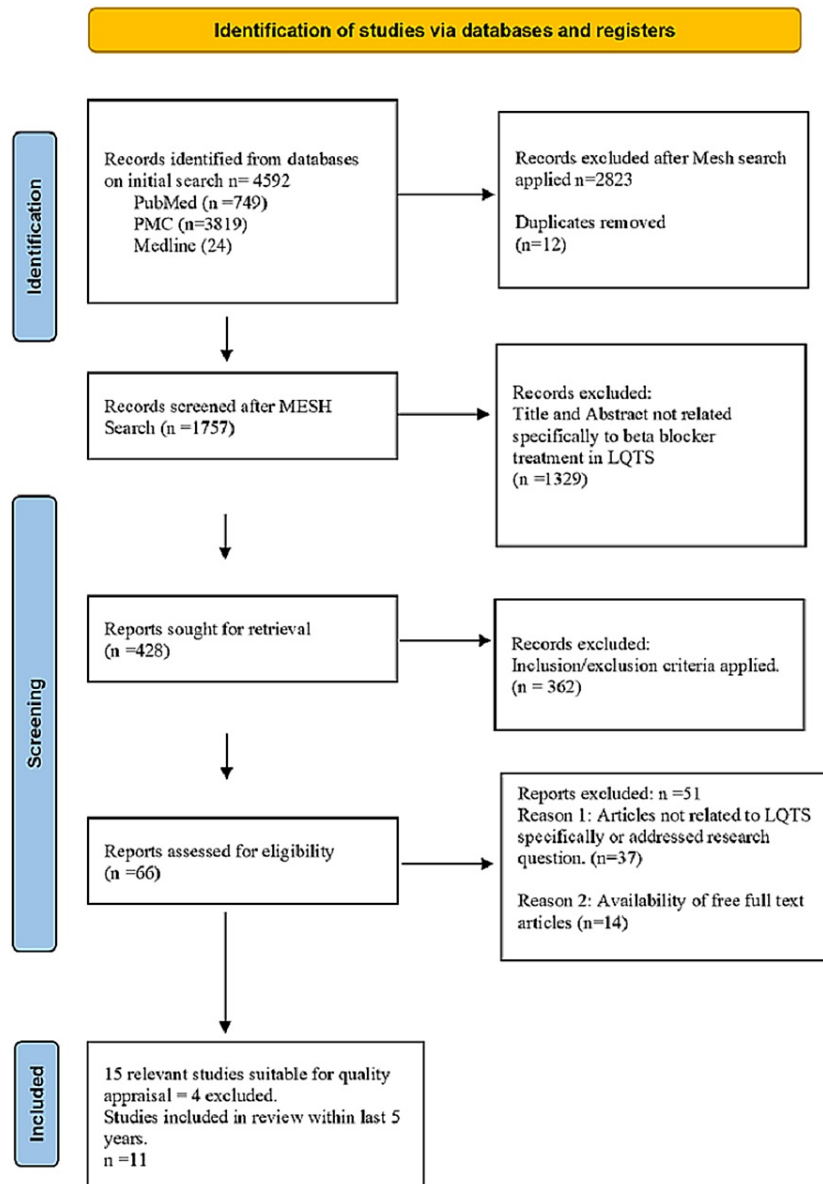 Identification of studies via databases and registers
Identification
Records identified from databases
on initial search n= 4592
PubMed (n =749)
PMC (n=3819)
Medline (24)
Records excluded after Mesh search
applied n=2823
Duplicates removed
(n=12)
Records screened after MESH
Search (n =1757)
Records excluded:
Title and Abstract not related
specifically to beta blocker
treatment in LQTS
(n =1329)
Screening
Reports sought for retrieval
(n =428)
Records excluded:
Inclusion/exclusion criteria applied.
(n = 362)
Reports assessed for eligibility
(n =66)
Reports excluded: n =51
Reason 1: Articles not related to LQTS
specifically or addressed research
question. (n=37)
Reason 2: Availability of free full text
articles (n=14)
Included
15 relevant studies suitable for quality
appraisal = 4 excluded.
Studies included in review within last 5
years.
n =11